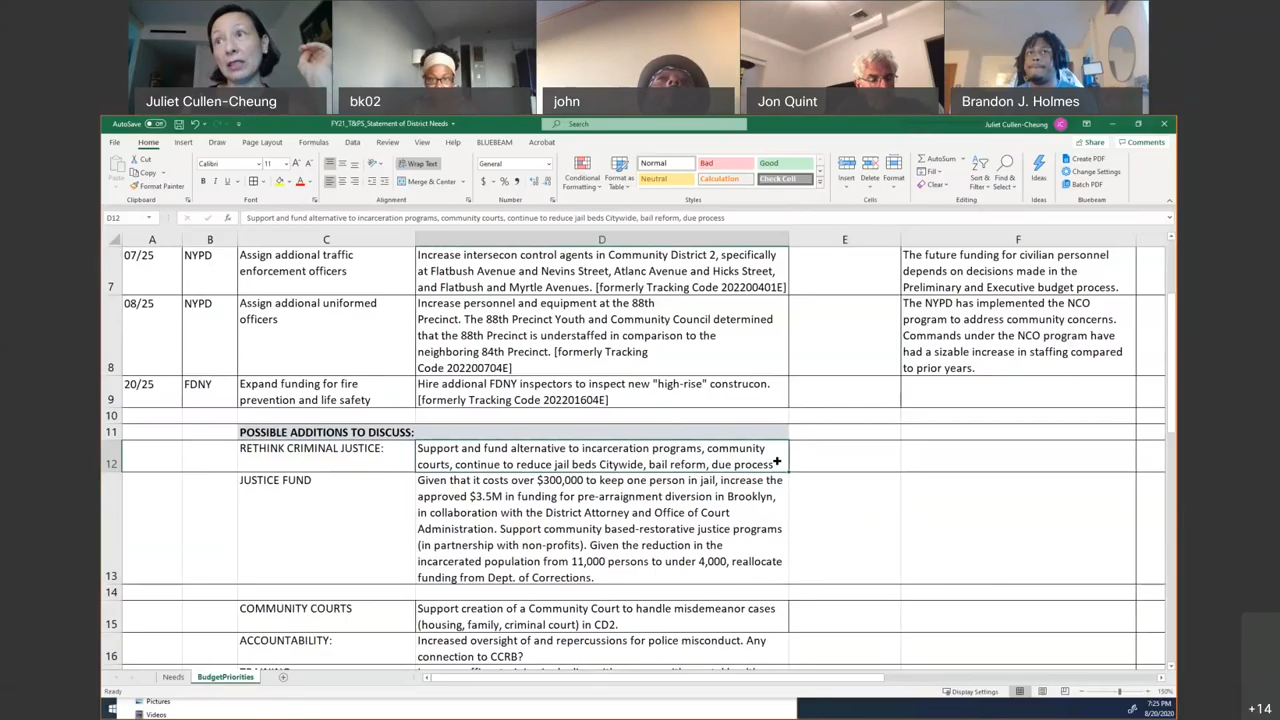 Juliet Cullen-Cheung
bk02
john
Jon Quint
Brandon J. Holmes
AutoSave Off
FY21_T&PS_Statement of District Needs
Search
Juliet Cullen-Cheung
JC
File Home Insert Draw Page Layout Formulas Data Review View Help BLUEBEAM Acrobat
Share Comments
Cut
Copy
Format Painter
Paste
Clipboard
Calibri 11
B I U
Font
Wrap Text
Merge & Center
Alignment
General
$ % ,
Number
Conditional Formatting
Format as Table
Normal Bad Good
Neutral Calculation Check Cell
Styles
Insert Delete Format
Cells
AutoSum
Fill
Clear
Sort & Filter
Find & Select
Editing
Ideas
Ideas
Create PDF
Change Settings
Batch PDF
Bluebeam
D12
fx
Support and fund alternative to incarceration programs, community courts, continue to reduce jail beds Citywide, bail reform, due process
A B C D E F
7
07/25
NYPD
Assign addional traffic
enforcement officers
Increase intersecon control agents in Community District 2, specifically
at Flatbush Avenue and Nevins Street, Atlanc Avenue and Hicks Street,
and Flatbush and Myrtle Avenues. [formerly Tracking Code 202200401E]
The future funding for civilian personnel
depends on decisions made in the
Preliminary and Executive budget process.
8
08/25
NYPD
Assign addional uniformed
officers
Increase personnel and equipment at the 88th
Precinct. The 88th Precinct Youth and Community Council determined
that the 88th Precinct is understaffed in comparison to the
neighboring 84th Precinct. [formerly Tracking
Code 202200704E]
The NYPD has implemented the NCO
program to address community concerns.
Commands under the NCO program have
had a sizable increase in staffing compared
to prior years.
9
20/25
FDNY
Expand funding for fire
prevention and life safety
Hire addional FDNY inspectors to inspect new "high-rise" construcon.
[formerly Tracking Code 202201604E]
10
11
POSSIBLE ADDITIONS TO DISCUSS:
12
RETHINK CRIMINAL JUSTICE:
Support and fund alternative to incarceration programs, community
courts, continue to reduce jail beds Citywide, bail reform, due process
13
JUSTICE FUND
Given that it costs over $300,000 to keep one person in jail, increase the
approved $3.5M in funding for pre-arraignment diversion in Brooklyn,
in collaboration with the District Attorney and Office of Court
Administration. Support community based-restorative justice programs
(in partnership with non-profits). Given the reduction in the
incarcerated population from 11,000 persons to under 4,000, reallocate
funding from Dept. of Corrections.
14
15
COMMUNITY COURTS
Support creation of a Community Court to handle misdemeanor cases
(housing, family, criminal court) in CD2.
16
ACCOUNTABILITY:
Increased oversight of and repercussions for police misconduct. Any
connection to CCRB?
Needs BudgetPriorities
Ready
Display Settings
150%
Pictures
Videos
7:25 PM
8/20/2020
+14